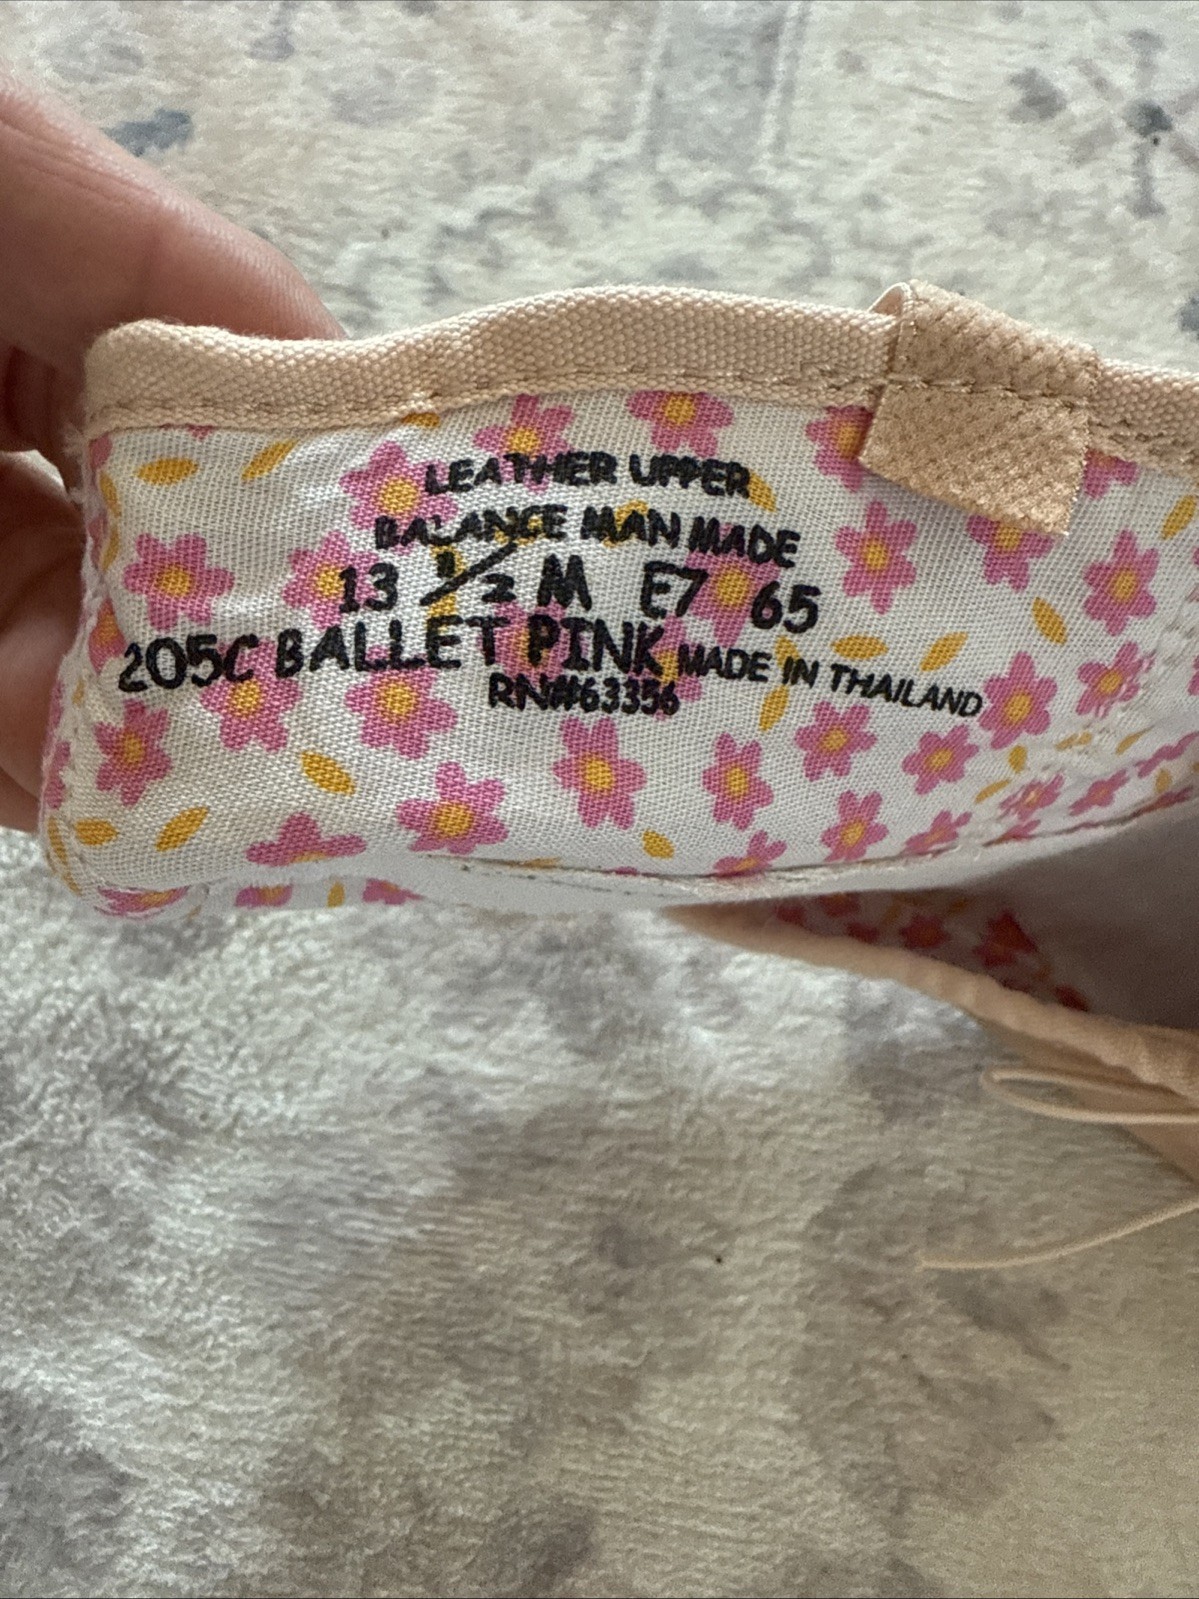 LEATHER UPPER
BALANCE MAN MADE
13 1/2 M E7 65
205C BALLET PINK MADE IN THAILAND
RN#63356